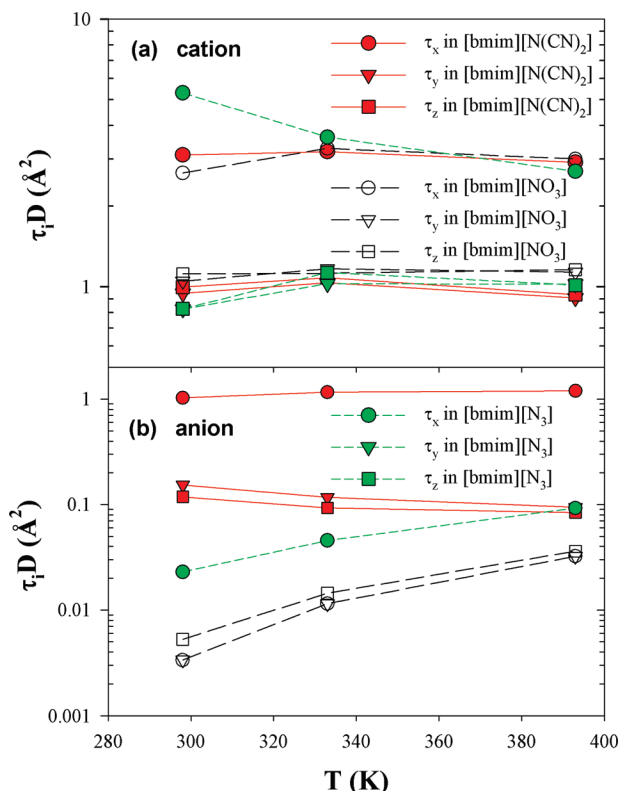 10
(a) cation
τx in [bmim][N(CN)2]
τy in [bmim][N(CN)2]
τz in [bmim][N(CN)2]
τiD (Å2)
τx in [bmim][NO3]
τy in [bmim][NO3]
τz in [bmim][NO3]
1
1
(b) anion
τx in [bmim][N3]
τy in [bmim][N3]
τz in [bmim][N3]
τiD (Å2)
0.1
0.01
0.001
280 300 320 340 360 380 400
T (K)